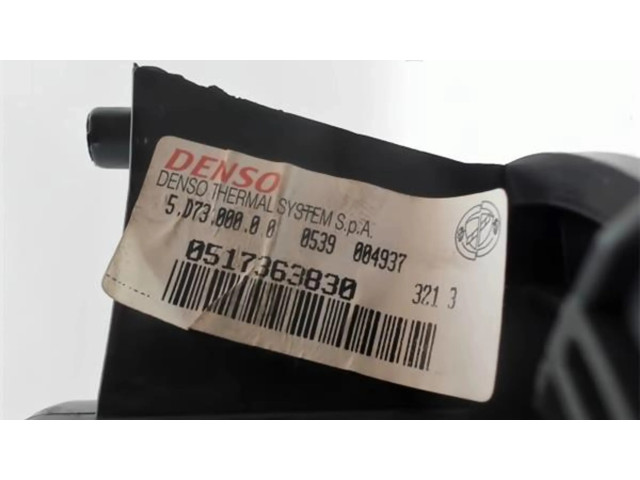 DENSO
DENSO THERMAL SYSTEM S.p.A.
5.D73.000.0 0 0539 004937
0517363830 321 3